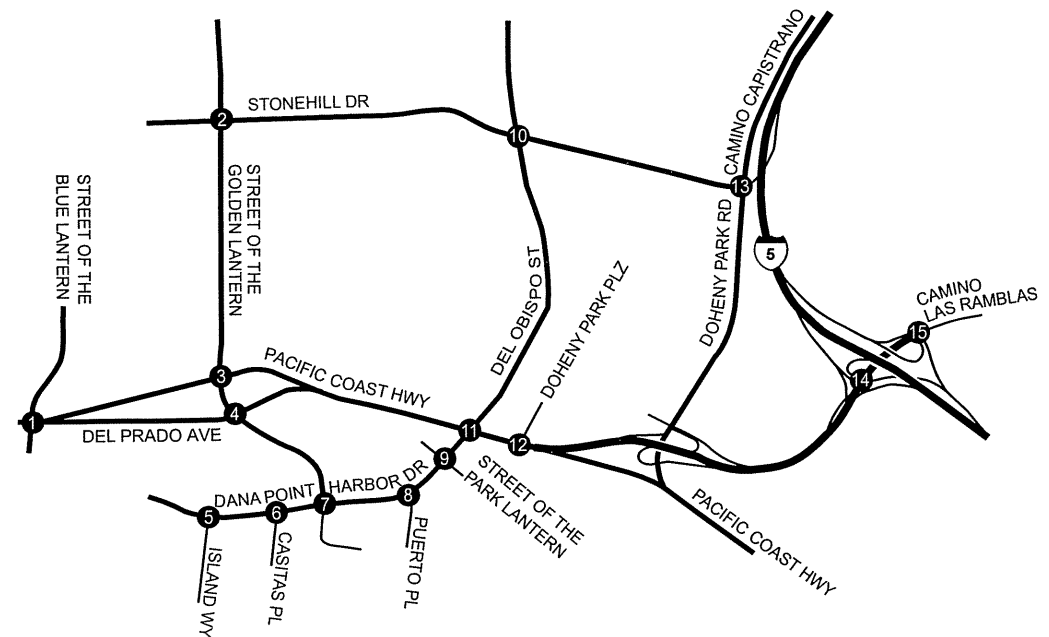 STONEHILL DR
CAMINO CAPISTRANO
2
10
13
STREET OF THE
BLUE LANTERN
STREET OF THE
GOLDEN LANTERN
DEL OBISPO ST
DOHENY PARK PLZ
DOHENY PARK RD
5
CAMINO
LAS RAMBLAS
15
14
3
PACIFIC COAST HWY
4
1
DEL PRADO AVE
11
12
9
STREET OF THE
PARK LANTERN
DANA POINT HARBOR DR
5
6
7
8
PACIFIC COAST HWY
ISLAND WY
CASITAS PL
PUERTO PL